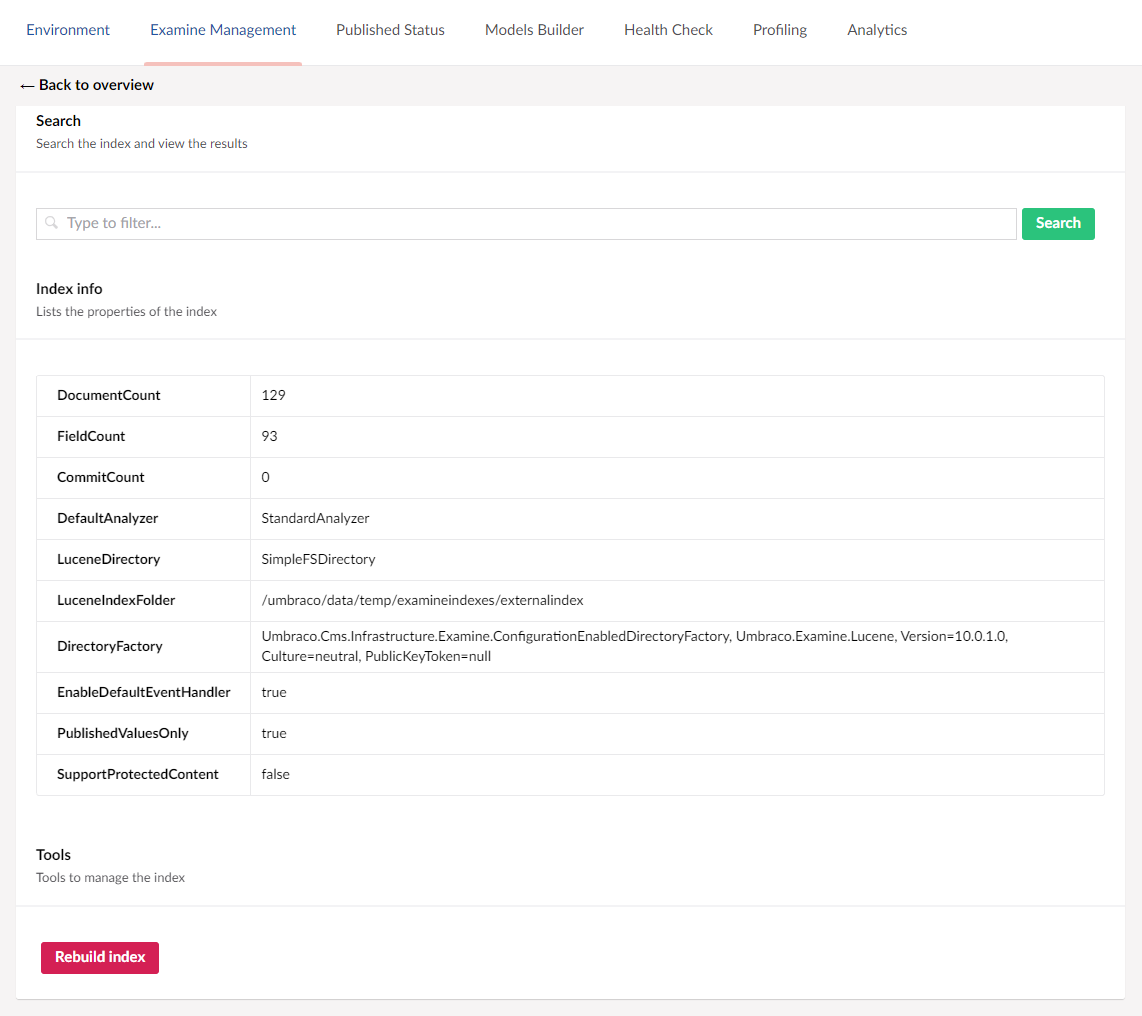 Environment Examine Management Published Status Models Builder Health Check Profiling Analytics
← Back to overview
Search
Search the index and view the results
Type to filter...
Search
Index info
Lists the properties of the index
DocumentCount 129
FieldCount 93
CommitCount 0
DefaultAnalyzer StandardAnalyzer
LuceneDirectory SimpleFSDirectory
LuceneIndexFolder /umbraco/data/temp/examineindexes/externalindex
DirectoryFactory Umbraco.Cms.Infrastructure.Examine.ConfigurationEnabledDirectoryFactory, Umbraco.Examine.Lucene, Version=10.0.1.0,
Culture=neutral, PublicKeyToken=null
EnableDefaultEventHandler true
PublishedValuesOnly true
SupportProtectedContent false
Tools
Tools to manage the index
Rebuild index